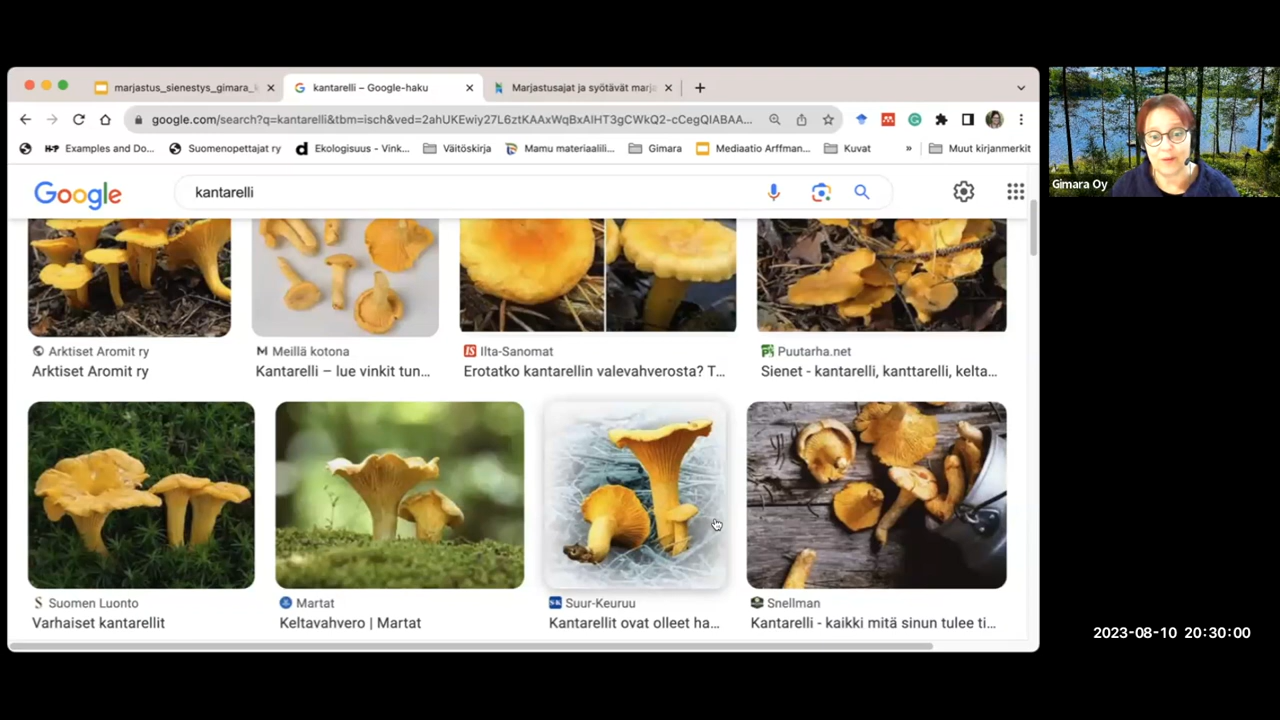 marjastus_sienestys_gimara_k
kantarelli – Google-haku
Marjastusajat ja syötävät marja
google.com/search?q=kantarelli&tbm=isch&ved=2ahUKEwiy27L6ztKAAxWqBxAIHT3gCWkQ2-cCegQIABAA...
Examples and Do...
Suomenopettajat ry
Ekologisuus - Vink...
Väitöskirja
Mamu materiaalil...
Gimara
Mediaatio Arffman...
Kuvat
»
Muut kirjanmerkit
Google
kantarelli
Gimara Oy
Arktiset Aromit ry
Meillä kotona
Ilta-Sanomat
Puutarha.net
Arktiset Aromit ry
Kantarelli – lue vinkit tun...
Erotatko kantarellin valevahverosta? T...
Sienet - kantarelli, kanttarelli, kelta...
Suomen Luonto
Martat
Suur-Keuruu
Snellman
Varhaiset kantarellit
Keltavahvero | Martat
Kantarellit ovat olleet ha...
Kantarelli - kaikki mitä sinun tulee ti...
2023-08-10 20:30:00